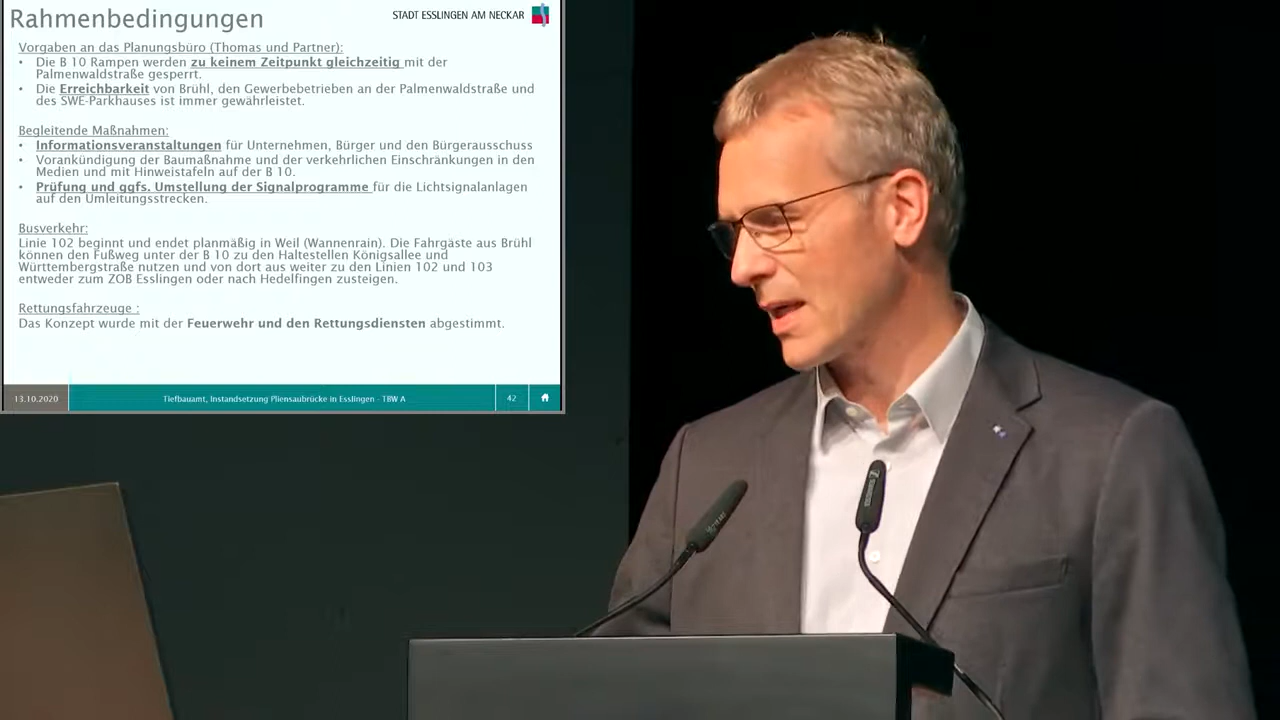 Rahmenbedingungen
STADT ESSLINGEN AM NECKAR
Vorgaben an das Planungsbüro (Thomas und Partner):
• Die B 10 Rampen werden zu keinem Zeitpunkt gleichzeitig mit der
Palmenwaldstraße gesperrt.
• Die Erreichbarkeit von Brühl, den Gewerbebetrieben an der Palmenwaldstraße und
des SWE-Parkhauses ist immer gewährleistet.
Begleitende Maßnahmen:
• Informationsveranstaltungen für Unternehmen, Bürger und den Bürgerausschuss
• Vorankündigung der Baumaßnahme und der verkehrlichen Einschränkungen in den
Medien und mit Hinweistafeln auf der B 10.
• Prüfung und ggfs. Umstellung der Signalprogramme für die Lichtsignalanlagen
auf den Umleitungsstrecken.
Busverkehr:
Linie 102 beginnt und endet planmäßig in Weil (Wannenrain). Die Fahrgäste aus Brühl
können den Fußweg unter der B 10 zu den Haltestellen Königsallee und
Württembergstraße nutzen und von dort aus weiter zu den Linien 102 und 103
entweder zum ZOB Esslingen oder nach Hedelfingen zusteigen.
Rettungsfahrzeuge :
Das Konzept wurde mit der Feuerwehr und den Rettungsdiensten abgestimmt.
13.10.2020
Tiefbauamt, Instandsetzung Pliensaubrücke in Esslingen - TBW A
42